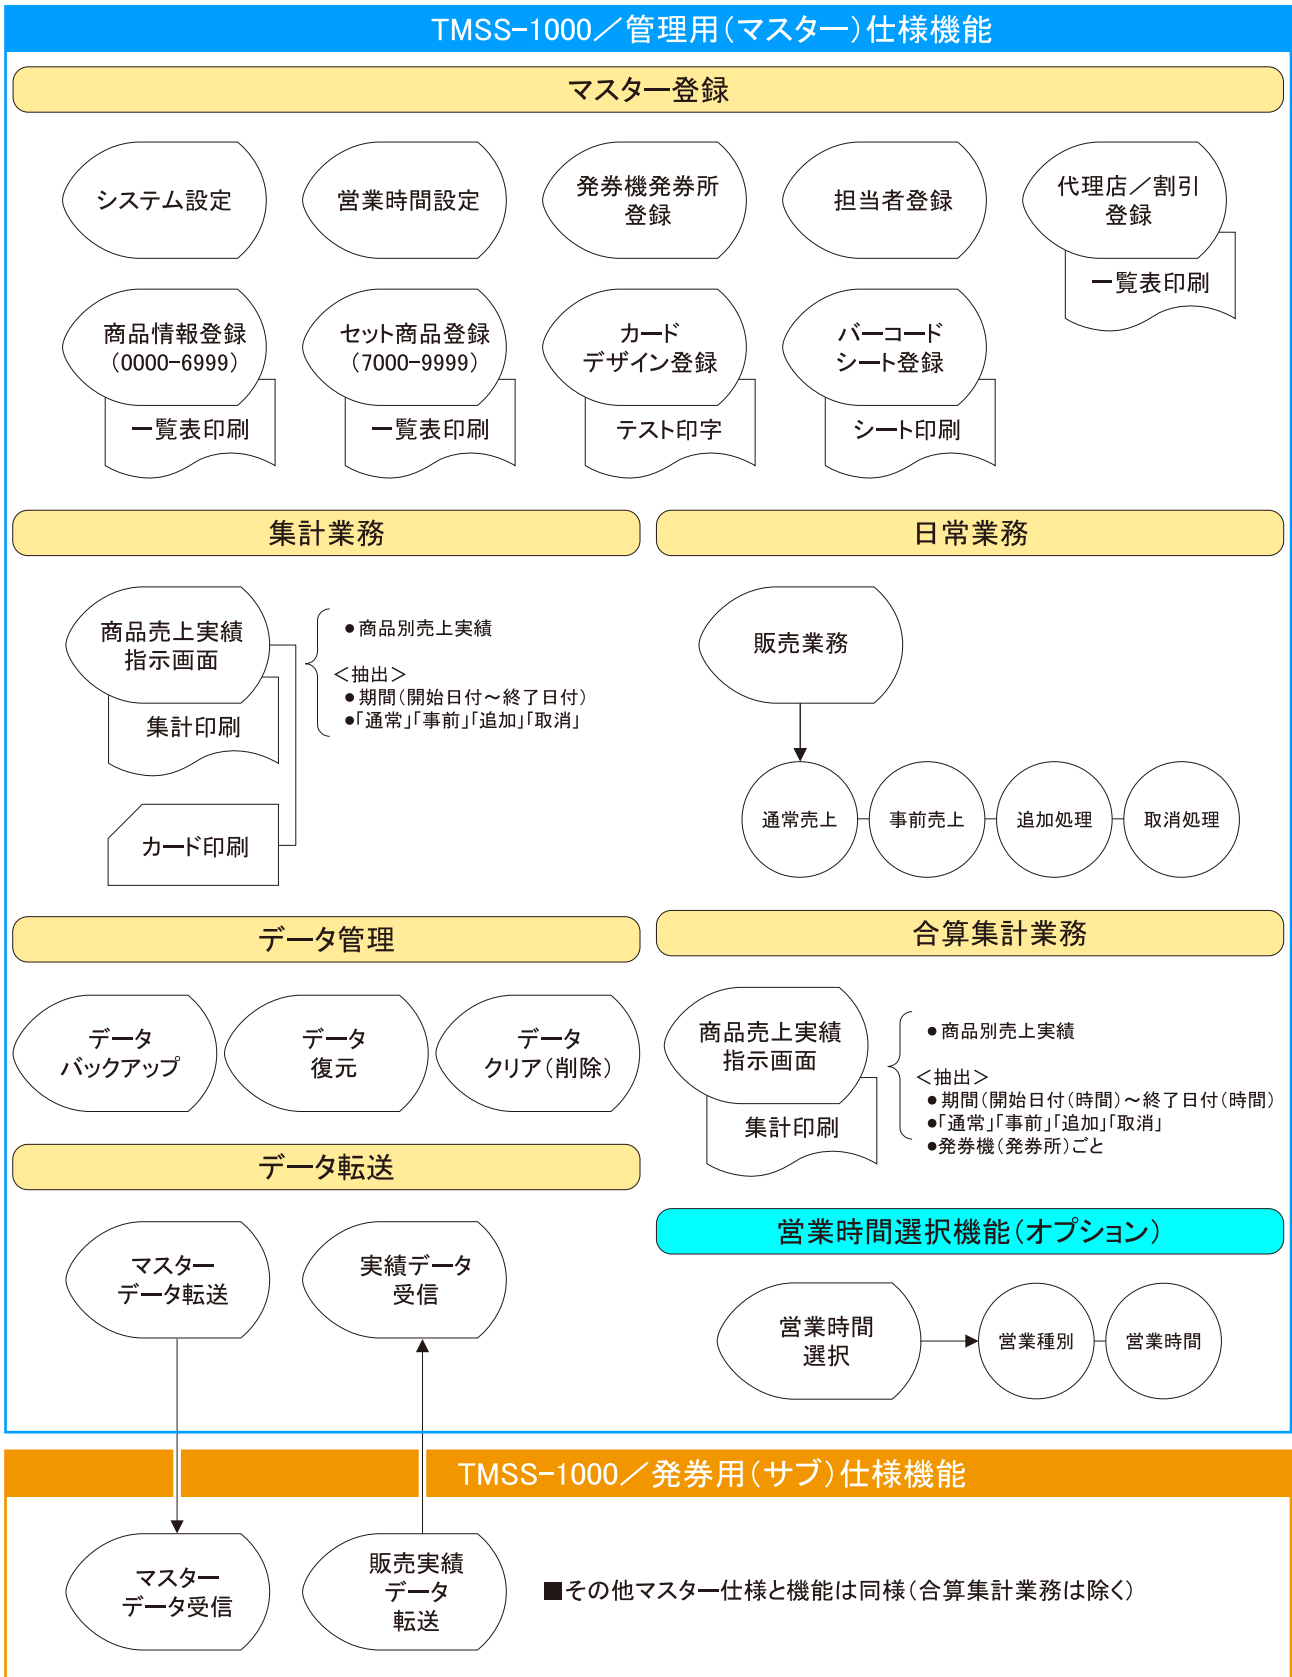 TMSS-1000／管理用（マスター）仕様機能
マスター登録
システム設定
営業時間設定
発券機発券所
登録
担当者登録
代理店／割引
登録
一覧表印刷
商品情報登録
（0000-6999）
一覧表印刷
セット商品登録
（7000-9999）
一覧表印刷
カード
デザイン登録
テスト印字
バーコード
シート登録
シート印刷
集計業務
商品売上実績
指示画面
集計印刷
カード印刷
●商品別売上実績
＜抽出＞
●期間（開始日付～終了日付）
●「通常」「事前」「追加」「取消」
日常業務
販売業務
通常売上
事前売上
追加処理
取消処理
データ管理
データ
バックアップ
データ
復元
データ
クリア（削除）
合算集計業務
商品売上実績
指示画面
集計印刷
●商品別売上実績
＜抽出＞
●期間（開始日付（時間）～終了日付（時間）
●「通常」「事前」「追加」「取消」
●発券機（発券所）ごと
データ転送
マスター
データ転送
実績データ
受信
営業時間選択機能（オプション）
営業時間
選択
営業種別
営業時間
TMSS-1000／発券用（サブ）仕様機能
マスター
データ受信
販売実績
データ
転送
■その他マスター仕様と機能は同様（合算集計業務は除く）